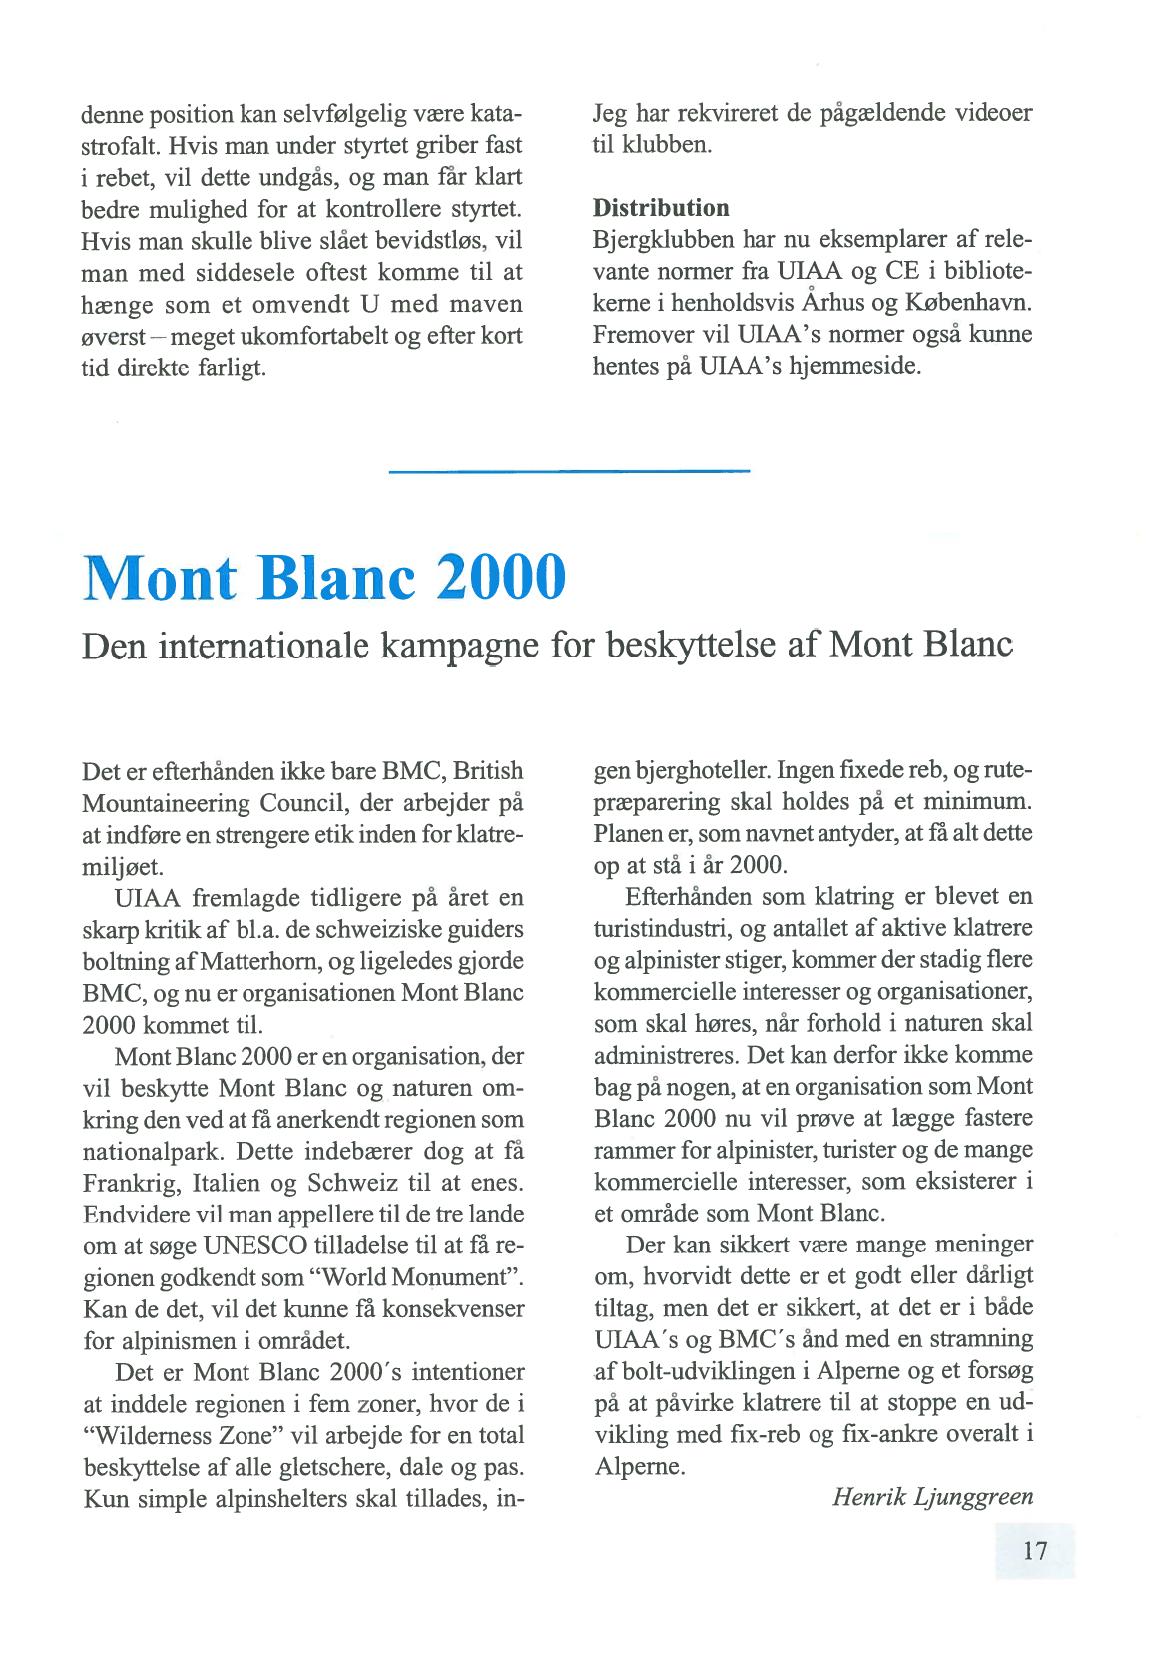 denne position kan selvfølgelig være kata-
strofalt. Hvis man under styrtet griber fast
i rebet, vil dette undgås, og man får klart
bedre mulighed for at kontrollere styrtet.
Hvis man skulle blive slået bevidstløs, vil
man med siddesele oftest komme til at
hænge som et omvendt U med maven
øverst – meget ukomfortabelt og efter kort
tid direkte farligt.
Jeg har rekvireret de pågældende videoer
til klubben.
Distribution
Bjergklubben har nu eksemplarer af rele-
vante normer fra UIAA og CE i bibliote-
kerne i henholdsvis Århus og København.
Fremover vil UIAA's normer også kunne
hentes på UIAA's hjemmeside.
Mont Blanc 2000
Den internationale kampagne for beskyttelse af Mont Blanc
Det er efterhånden ikke bare BMC, British
Mountaineering Council, der arbejder på
at indføre en strengere etik inden for klatre-
miljøet.
UIAA fremlagde tidligere på året en
skarp kritik af bl.a. de schweiziske guiders
boltning af Matterhorn, og ligeledes gjorde
BMC, og nu er organisationen Mont Blanc
2000 kommet til.
Mont Blanc 2000 er en organisation, der
vil beskytte Mont Blanc og naturen om-
kring den ved at få anerkendt regionen som
nationalpark. Dette indebærer dog at få
Frankrig, Italien og Schweiz til at enes.
Endvidere vil man appellere til de tre lande
om at søge UNESCO tilladelse til at få re-
gionen godkendt som “World Monument”.
Kan de det, vil det kunne få konsekvenser
for alpinismen i området.
Det er Mont Blanc 2000´s intentioner
at inddele regionen i fem zoner, hvor de i
“Wilderness Zone” vil arbejde for en total
beskyttelse af alle gletschere, dale og pas.
Kun simple alpinshelters skal tillades, in-
gen bjerghoteller. Ingen fixede reb, og rute-
præparering skal holdes på et minimum.
Planen er, som navnet antyder, at få alt dette
op at stå i år 2000.
Efterhånden som klatring er blevet en
turistindustri, og antallet af aktive klatrere
og alpinister stiger, kommer der stadig flere
kommercielle interesser og organisationer,
som skal høres, når forhold i naturen skal
administreres. Det kan derfor ikke komme
bag på nogen, at en organisation som Mont
Blanc 2000 nu vil prøve at lægge fastere
rammer for alpinister, turister og de mange
kommercielle interesser, som eksisterer i
et område som Mont Blanc.
Der kan sikkert være mange meninger
om, hvorvidt dette er et godt eller dårligt
tiltag, men det er sikkert, at det er i både
UIAA´s og BMC´s ånd med en stramning
af bolt-udviklingen i Alperne og et forsøg
på at påvirke klatrere til at stoppe en ud-
vikling med fix-reb og fix-ankre overalt i
Alperne.
Henrik Ljunggreen
17